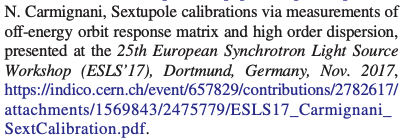 N. Carmignani, Sextupole calibrations via measurements of
off-energy orbit response matrix and high order dispersion,
presented at the 25th European Synchrotron Light Source
Workshop (ESLS’17), Dortmund, Germany, Nov. 2017,
https://indico.cern.ch/event/657829/contributions/2782617/
attachments/1569843/2475779/ESLS17_Carmignani_
SextCalibration.pdf.